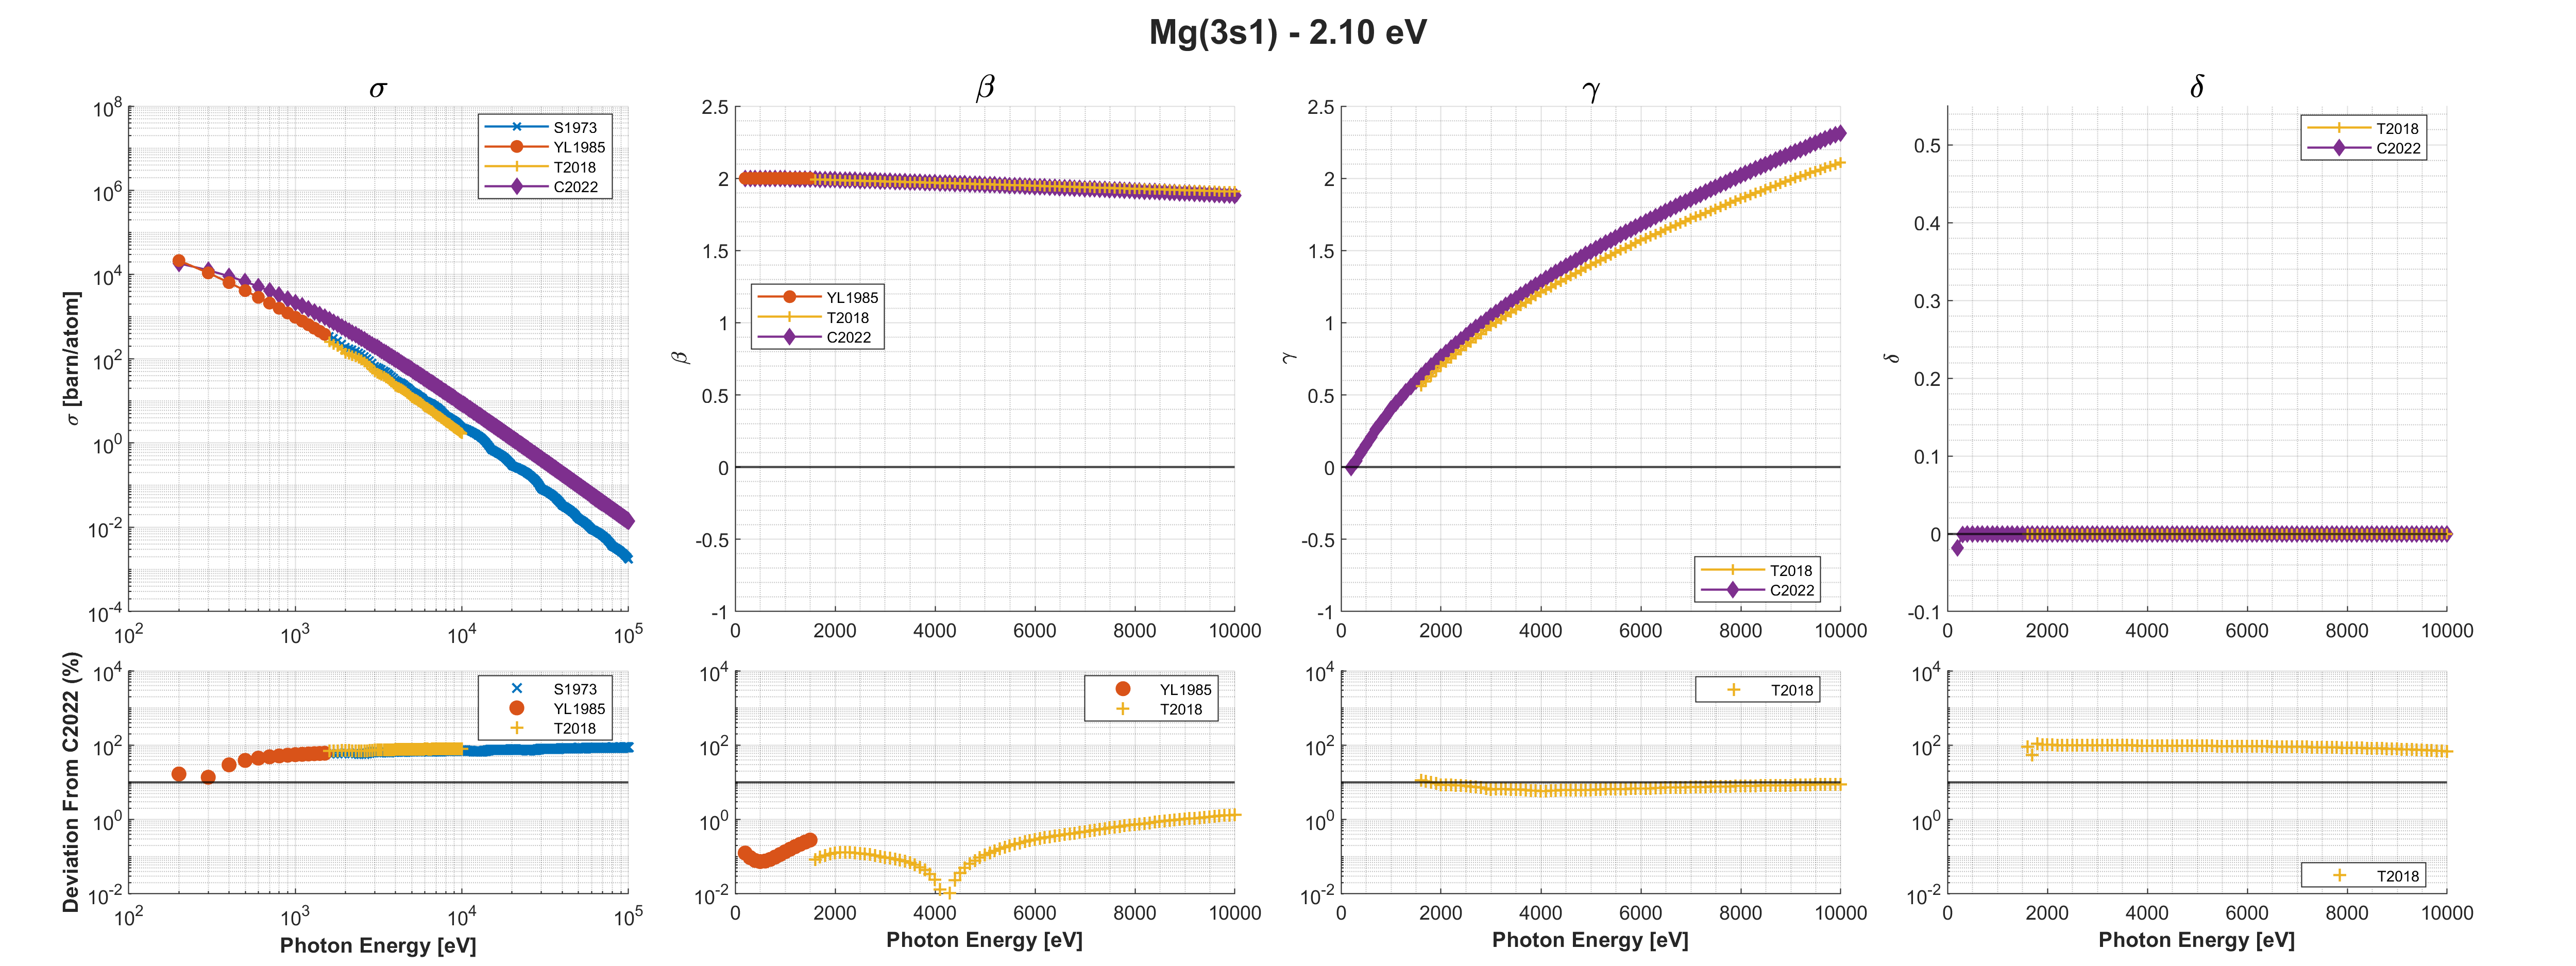 Mg(3s1) - 2.10 eV
σ
10^8
10^6
10^4
10^2
10^0
10^-2
10^-4
10^2
10^3
10^4
10^5
σ [barn/atom]
S1973
YL1985
T2018
C2022
β
2.5
2
1.5
1
0.5
0
-0.5
-1
0
2000
4000
6000
8000
10000
β
YL1985
T2018
C2022
γ
2.5
2
1.5
1
0.5
0
-0.5
-1
0
2000
4000
6000
8000
10000
γ
T2018
C2022
δ
0.5
0.4
0.3
0.2
0.1
0
-0.1
0
2000
4000
6000
8000
10000
δ
T2018
C2022
Deviation From C2022 (%)
10^4
10^2
10^0
10^-2
10^2
10^3
10^4
10^5
Photon Energy [eV]
S1973
YL1985
T2018
10^4
10^2
10^0
10^-2
0
2000
4000
6000
8000
10000
Photon Energy [eV]
YL1985
T2018
10^4
10^2
10^0
10^-2
0
2000
4000
6000
8000
10000
Photon Energy [eV]
T2018
10^4
10^2
10^0
10^-2
0
2000
4000
6000
8000
10000
Photon Energy [eV]
T2018